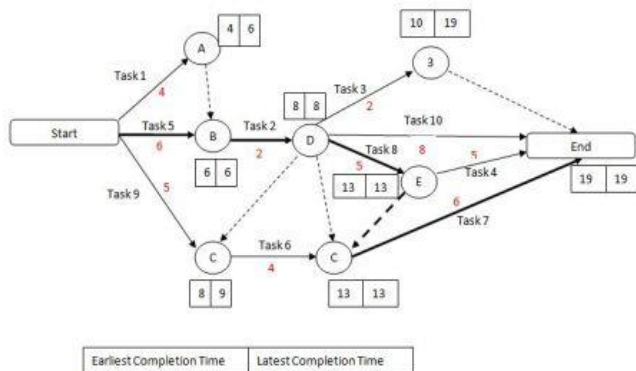 10 19
4 6
A
3
Task 1
4
Task 3
2
8 8
Start
Task 5
6
B
Task 2
2
D
Task 10
8
Task 8
5
5
End
6 6
13 13
E
Task 4
19 19
Task 9
5
6
Task 7
C
Task 6
4
C
8 9
13 13
Earliest Completion Time Latest Completion Time